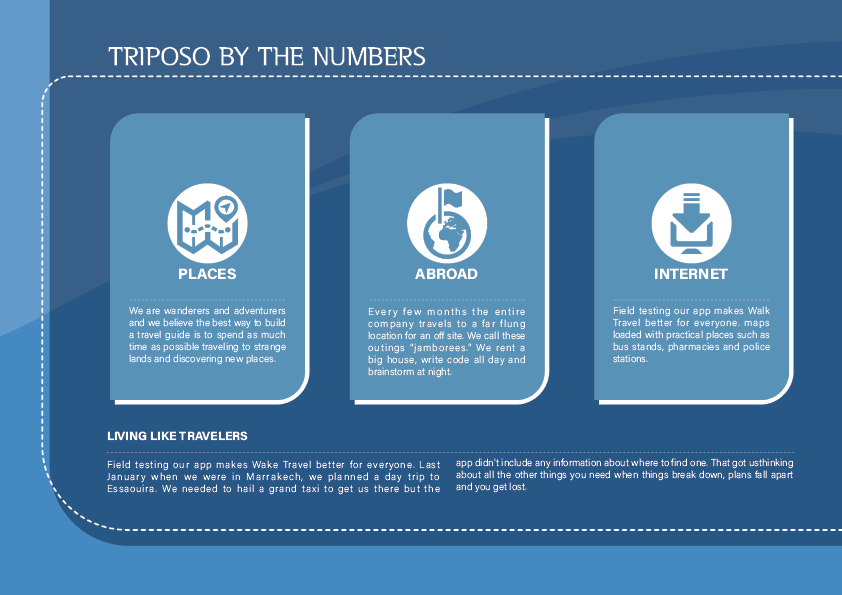 TRIPOSO BY THE NUMBERS
PLACES
We are wanderers and adventurers
and we believe the best way to build
a travel guide is to spend as much
time as possible traveling to strange
lands and discovering new places.
ABROAD
Every few months the entire
company travels to a far flung
location for an off site. We call these
outings "jamborees." We rent a
big house, write code all day and
brainstorm at night.
INTERNET
Field testing our app makes Walk
Travel better for everyone. maps
loaded with practical places such as
bus stands, pharmacies and police
stations.
LIVING LIKE TRAVELERS
Field testing our app makes Wake Travel better for everyone. Last
January when we were in Marrakech, we planned a day trip to
Essaouira. We needed to hail a grand taxi to get us there but the
app didn't include any information about where to find one. That got usthinking
about all the other things you need when things break down, plans fall apart
and you get lost.